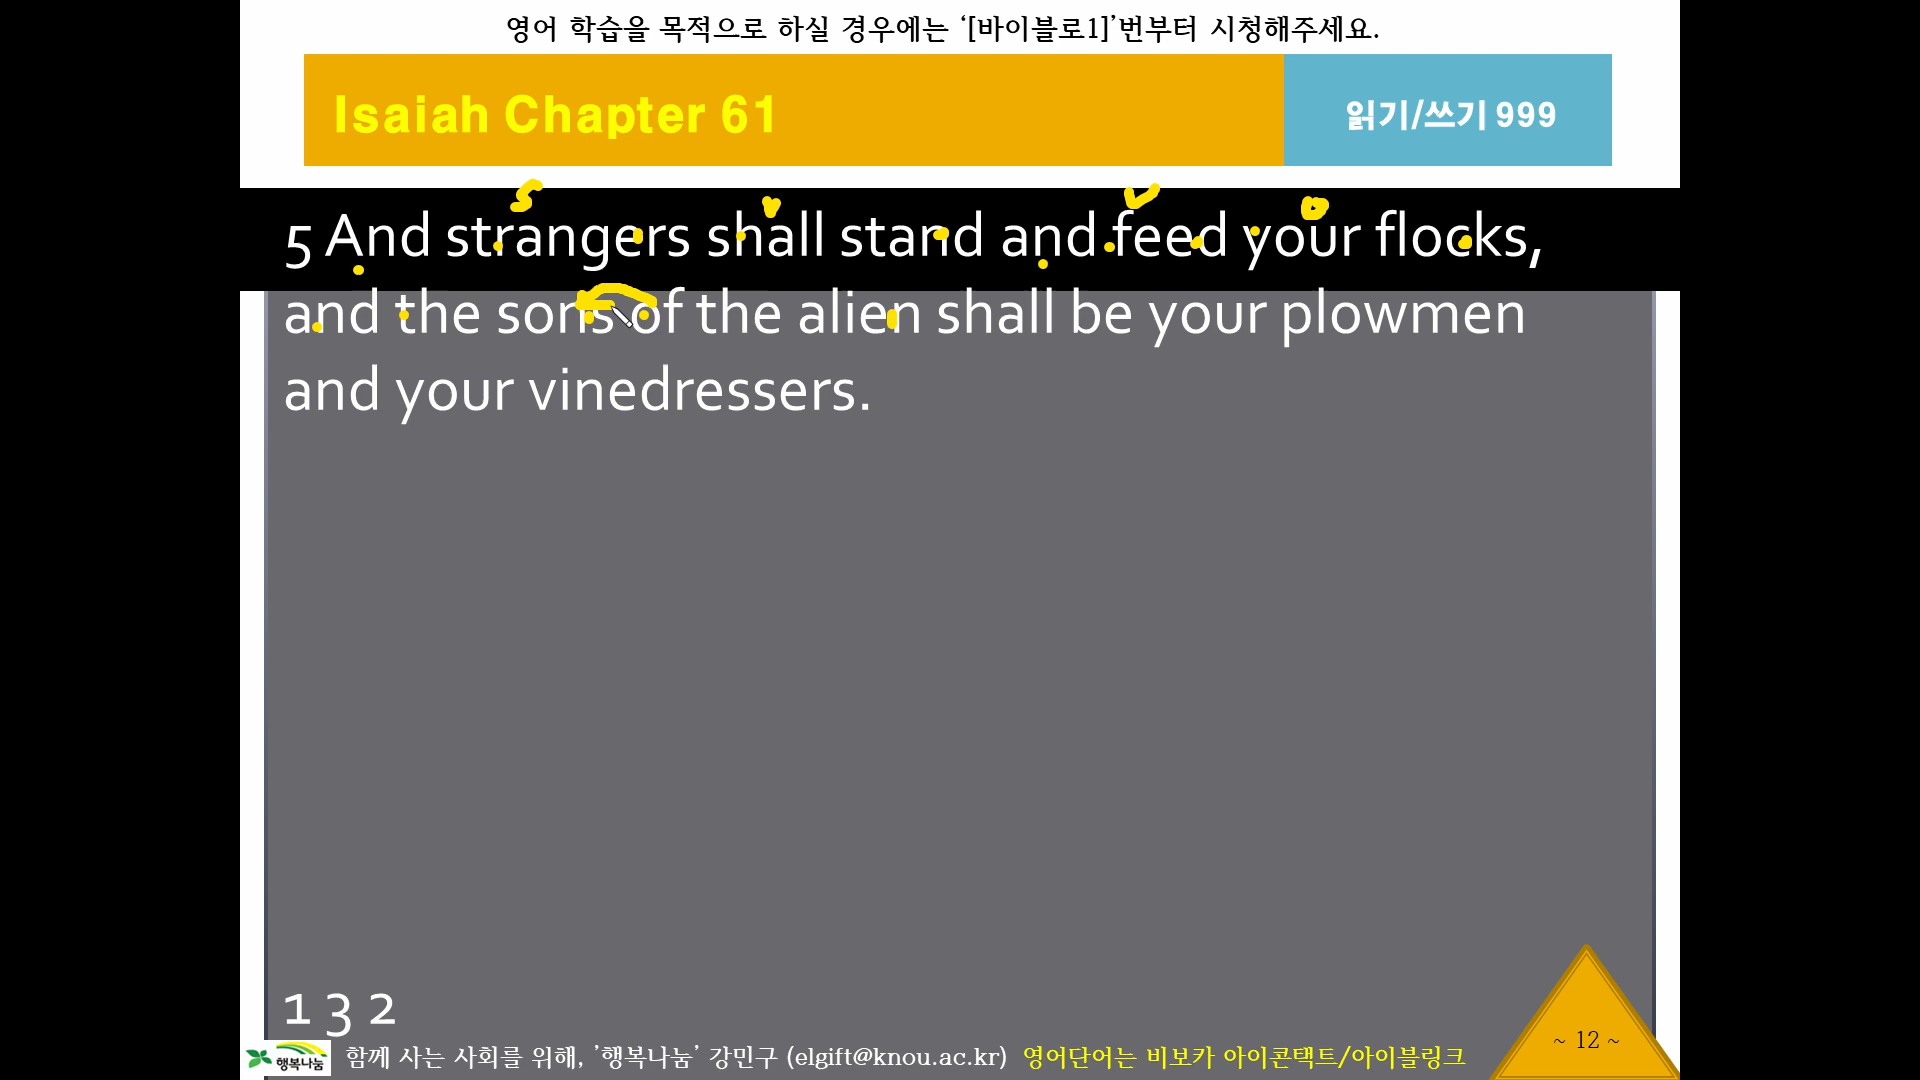 영어 학습을 목적으로 하실 경우에는 ‘[바이블로1]’번부터 시청해주세요.
Isaiah Chapter 61
읽기/쓰기 999
s v v o
5 And strangers shall stand and feed your flocks,
and the sons of the alien shall be your plowmen
and your vinedressers.
1 3 2
행복나눔 함께 사는 사회를 위해, ’행복나눔’ 강민구 (elgift@knou.ac.kr) 영어단어는 비보카 아이콘택트/아이블링크
~ 12 ~